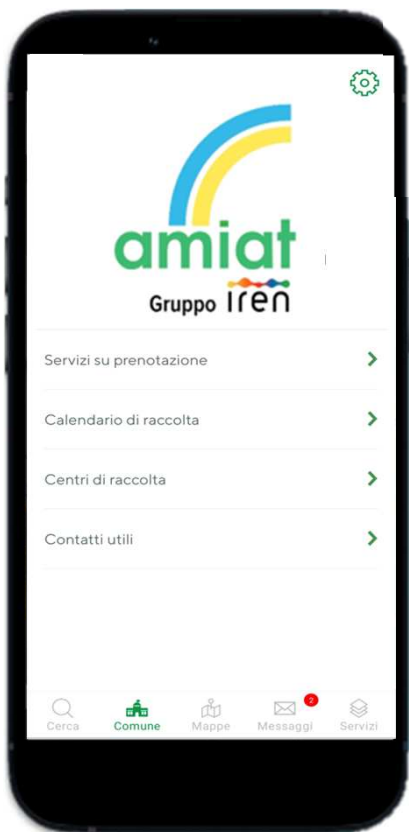 amiat
Gruppo Iren
Servizi su prenotazione
Calendario di raccolta
Centri di raccolta
Contatti utili
2
Cerca Comune Mappe Messaggi Servizi